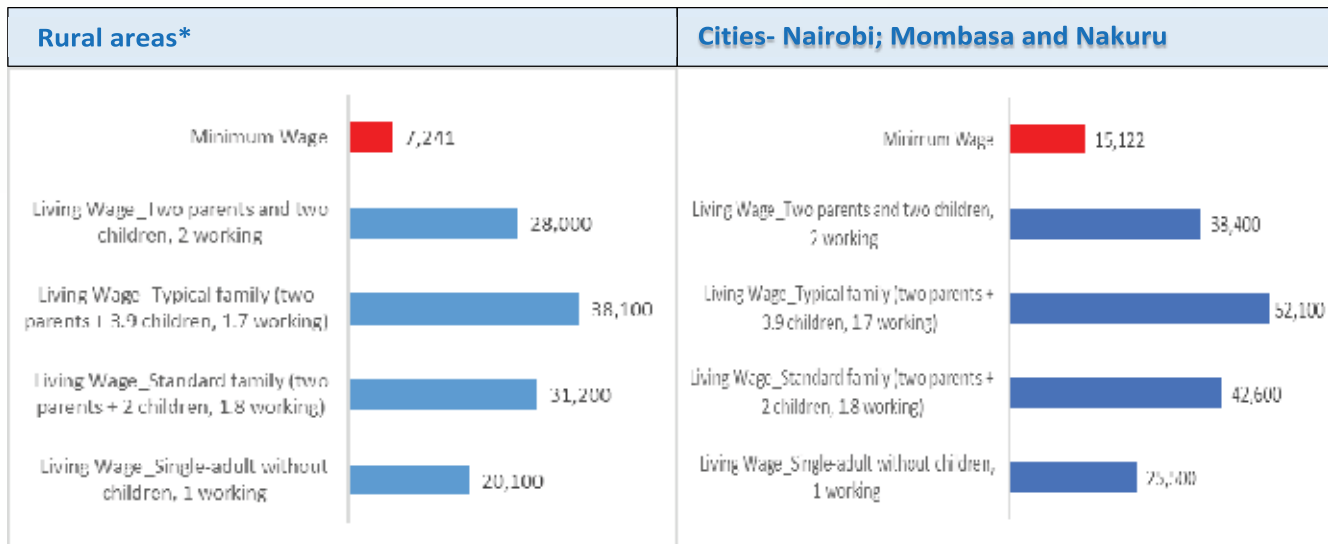 Rural areas*
Minimum Wage
7,241
Living Wage_Two parents and two
children, 2 working
28,000
Living Wage_Typical family (two
parents + 3.9 children, 1.7 working)
38,100
Living Wage_Standard family (two
parents + 2 children, 1.8 working)
31,200
Living Wage_Single-adult without
children, 1 working
20,100
Cities- Nairobi; Mombasa and Nakuru
Minimum Wage
15,122
Living Wage_Two parents and two children,
2 working
38,400
Living Wage_Typical family (two parents +
3.9 children, 1.7 working)
52,100
Living Wage_Standard family (two parents +
2 children, 1.8 working)
42,600
Living Wage_Single-adult without children,
1 working
25,500